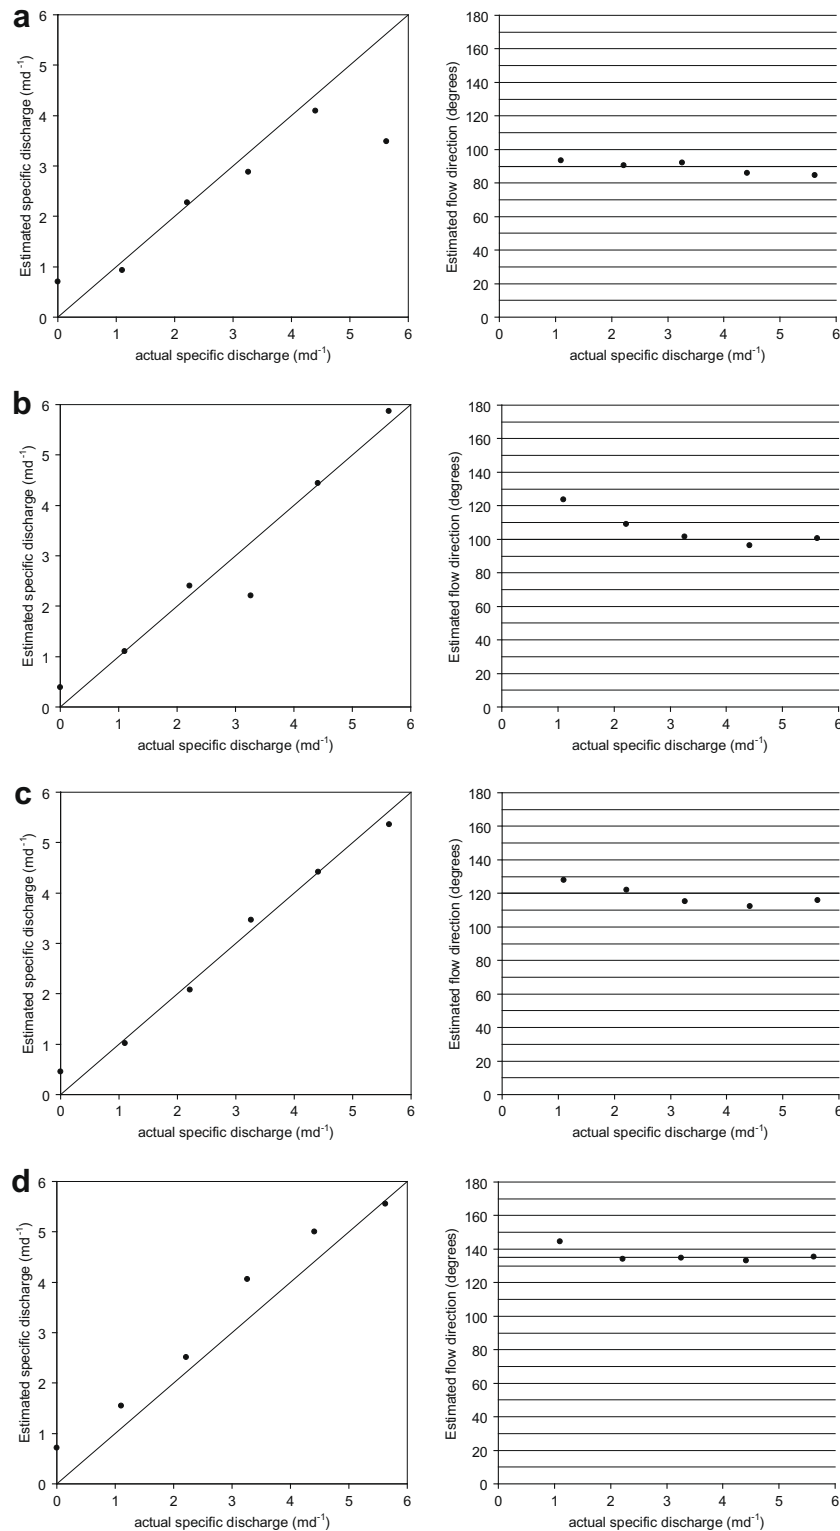 a
6
5
4
3
2
1
0
0 1 2 3 4 5 6
Estimated specific discharge (md⁻¹)
actual specific discharge (md⁻¹)
180
160
140
120
100
80
60
40
20
0
0 1 2 3 4 5 6
Estimated flow direction (degrees)
actual specific discharge (md⁻¹)
b
6
5
4
3
2
1
0
0 1 2 3 4 5 6
Estimated specific discharge (md⁻¹)
actual specific discharge (md⁻¹)
180
160
140
120
100
80
60
40
20
0
0 1 2 3 4 5 6
Estimated flow direction (degrees)
actual specific discharge (md⁻¹)
c
6
5
4
3
2
1
0
0 1 2 3 4 5 6
Estimated specific discharge (md⁻¹)
actual specific discharge (md⁻¹)
180
160
140
120
100
80
60
40
20
0
0 1 2 3 4 5 6
Estimated flow direction (degrees)
actual specific discharge (md⁻¹)
d
6
5
4
3
2
1
0
0 1 2 3 4 5 6
Estimated specific discharge (md⁻¹)
actual specific discharge (md⁻¹)
180
160
140
120
100
80
60
40
20
0
0 1 2 3 4 5 6
Estimated flow direction (degrees)
actual specific discharge (md⁻¹)